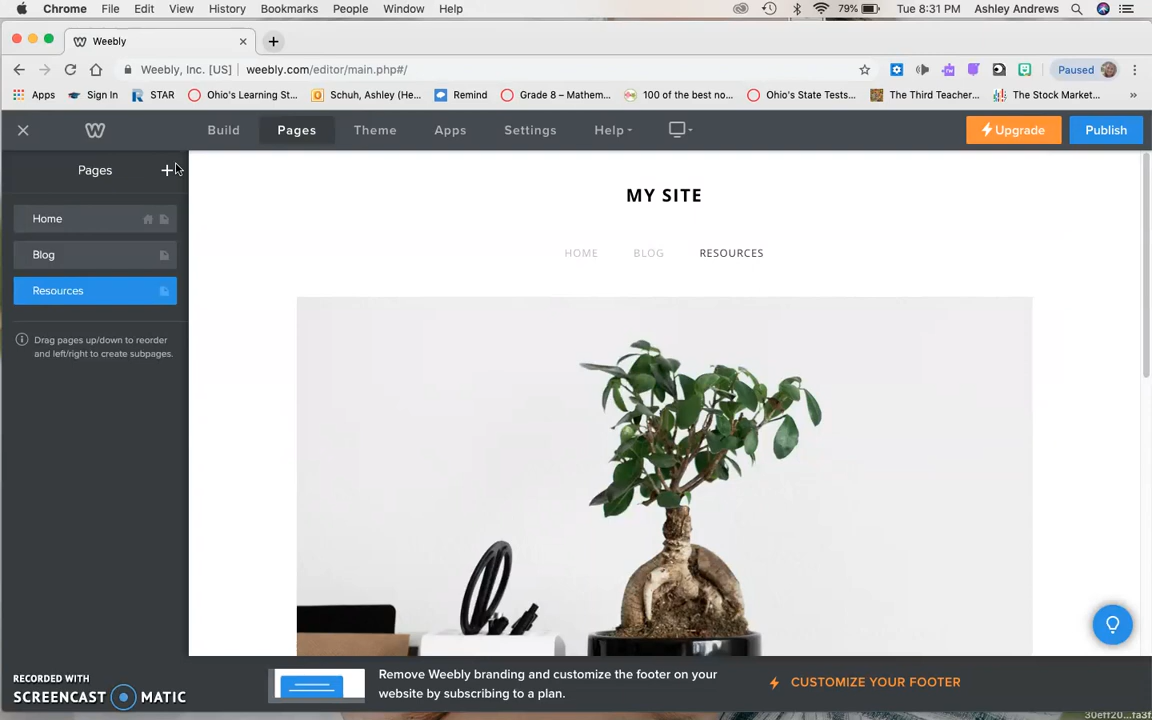 Chrome File Edit View History Bookmarks People Window Help 79% Tue 8:31 PM Ashley Andrews
Weebly
Weebly, Inc. [US] weebly.com/editor/main.php#/ Paused
Apps Sign In STAR Ohio's Learning St... Schuh, Ashley (He... Remind Grade 8 – Mathem... 100 of the best no... Ohio's State Tests... The Third Teacher... The Stock Market... »
Build Pages Theme Apps Settings Help Upgrade Publish
Pages
Home
Blog
Resources
Drag pages up/down to reorder
and left/right to create subpages.
MY SITE
HOME BLOG RESOURCES
Remove Weebly branding and customize the footer on your
website by subscribing to a plan.
CUSTOMIZE YOUR FOOTER
RECORDED WITH
SCREENCAST MATIC
30eff20...fa3f